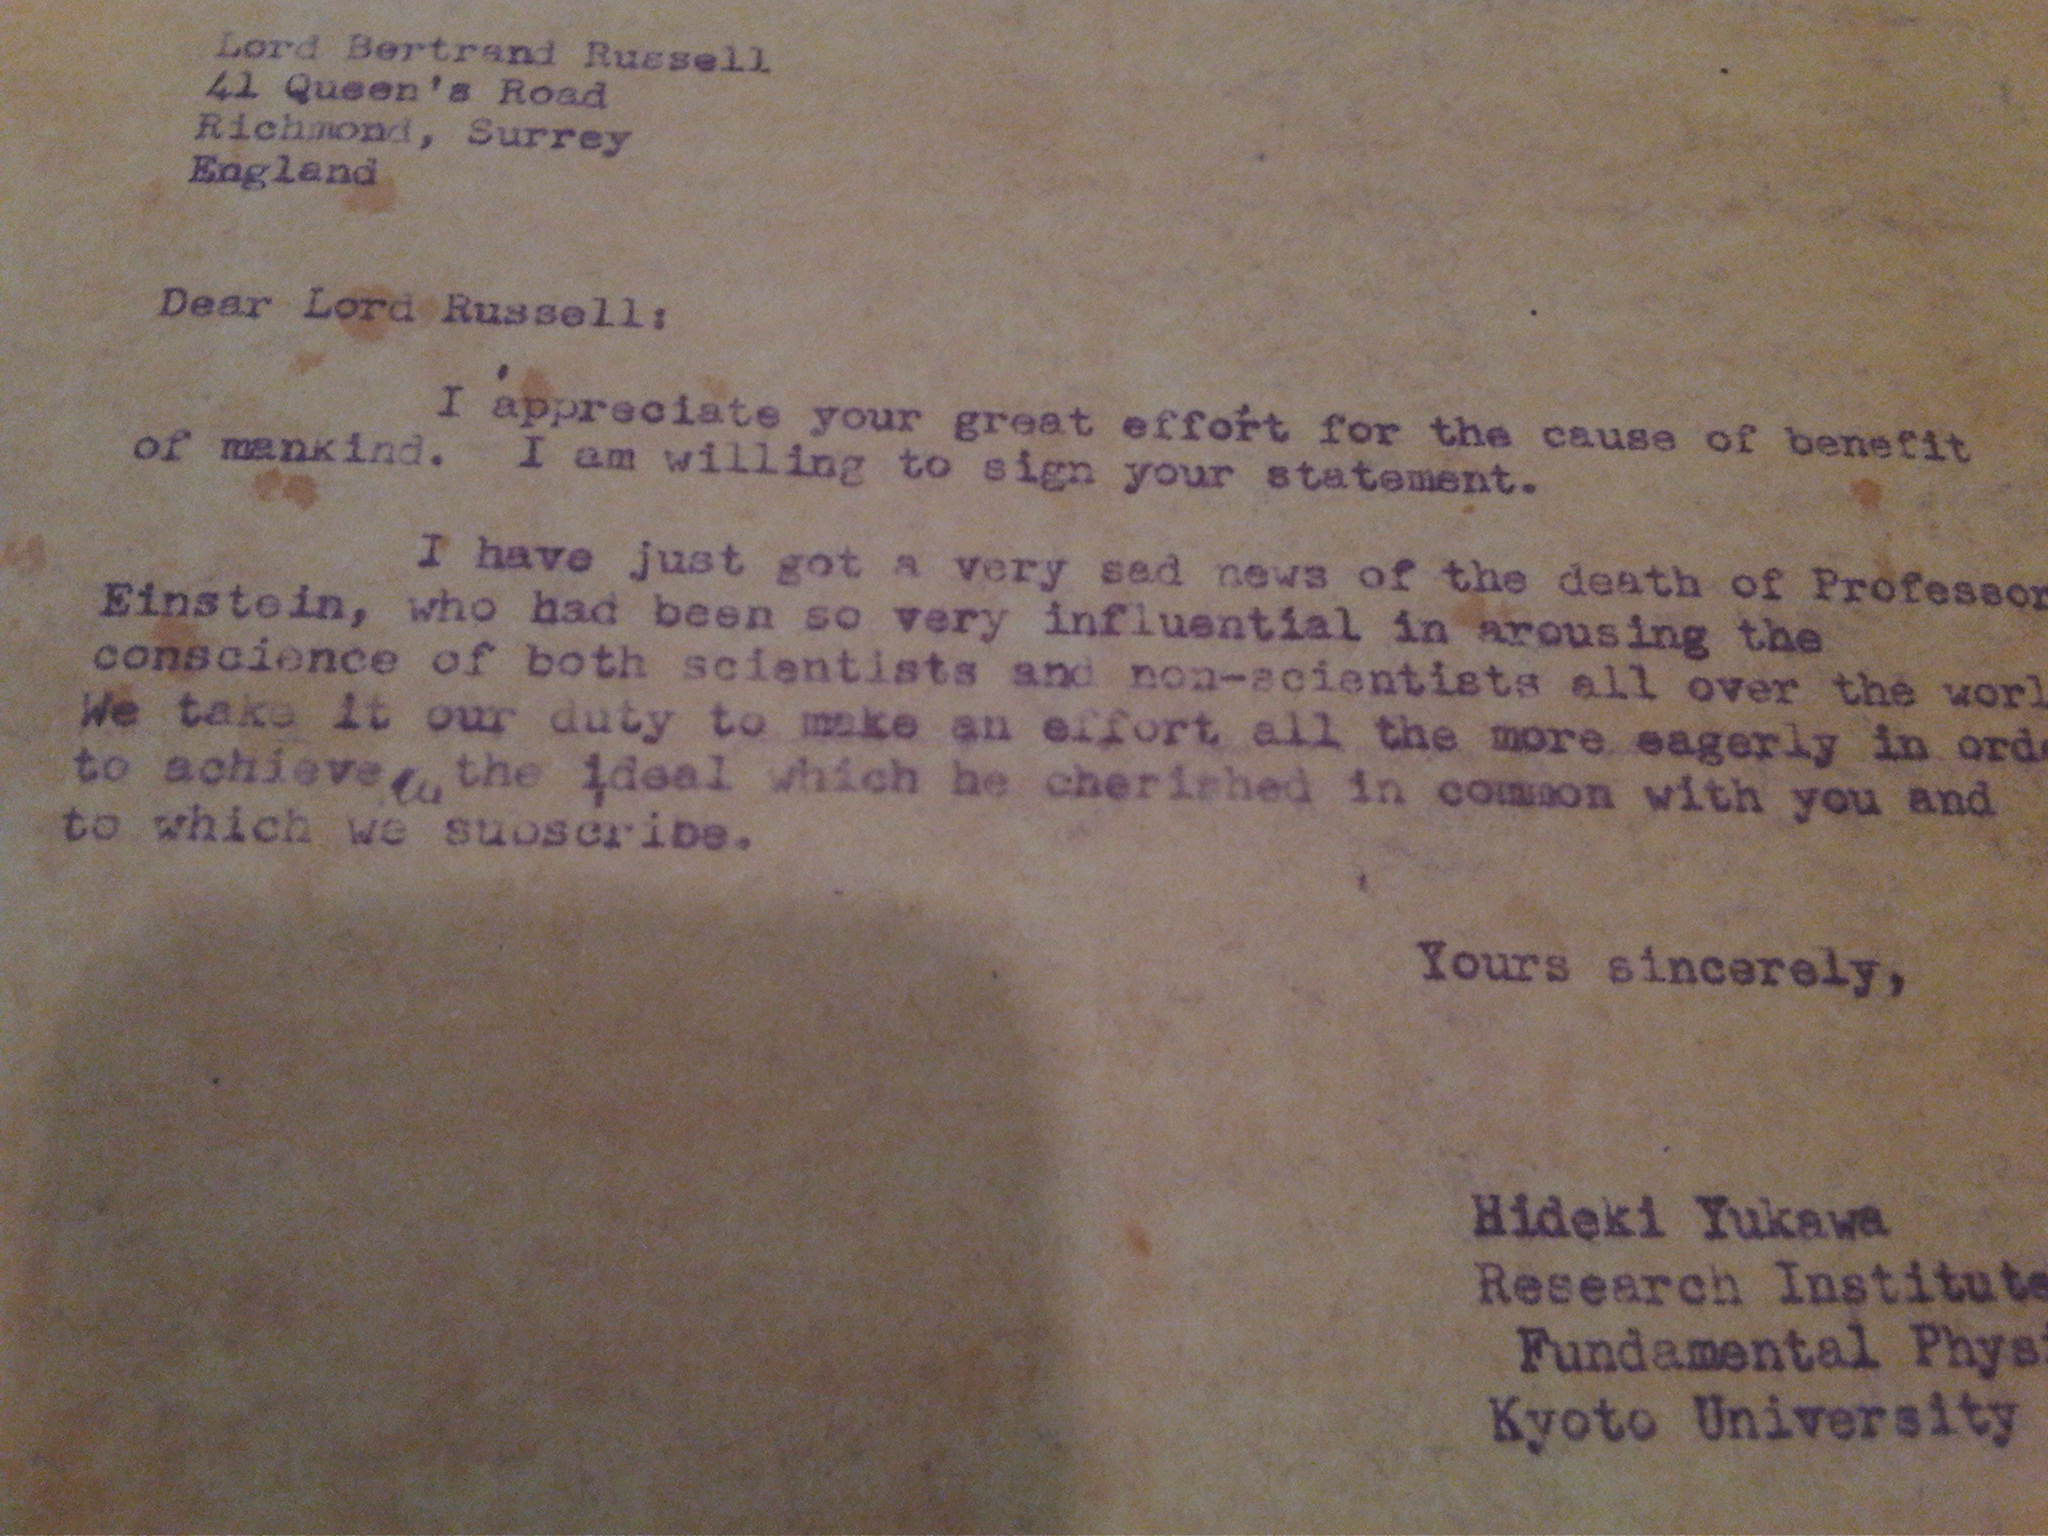 Lord Bertrand Russell
41 Queen's Road
Richmond, Surrey
England
Dear Lord Russell:
I appreciate your great effort for the cause of benefit
of mankind. I am willing to sign your statement.
I have just got a very sad news of the death of Professor
Einstein, who had been so very influential in arousing the
conscience of both scientists and non-scientists all over the worl
We take it our duty to make an effort all the more eagerly in orde
to achieve the ideal which he cherished in common with you and
to which we subscribe.
Yours sincerely,
Hideki Yukawa
Research Institute
Fundamental Physi
Kyoto University